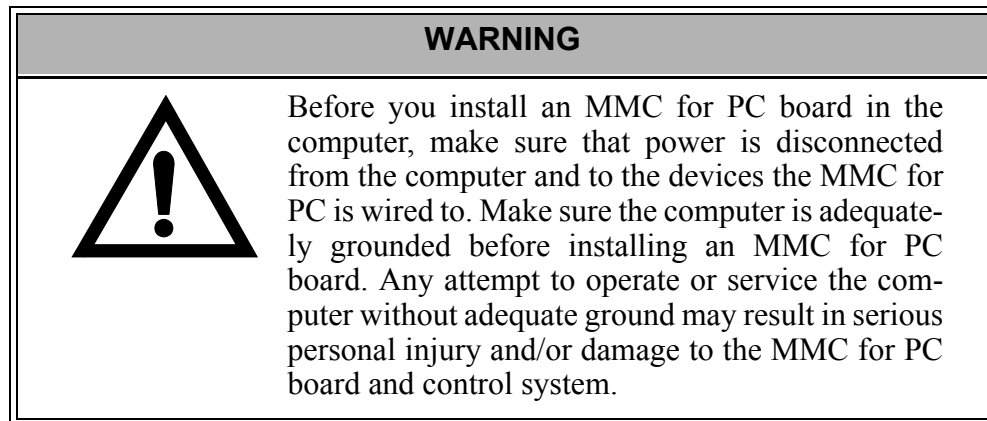 WARNING
Before you install an MMC for PC board in the
computer, make sure that power is disconnected
from the computer and to the devices the MMC for
PC is wired to. Make sure the computer is adequate-
ly grounded before installing an MMC for PC
board. Any attempt to operate or service the com-
puter without adequate ground may result in serious
personal injury and/or damage to the MMC for PC
board and control system.